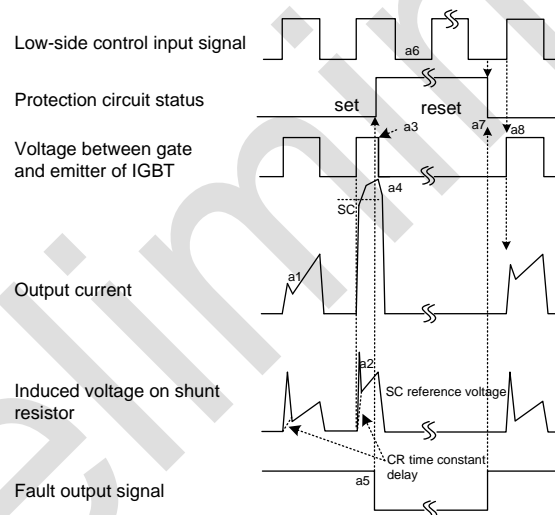 Low-side control input signal
a6
Protection circuit status
set
reset
a3
a7
a8
Voltage between gate
and emitter of IGBT
a4
SC
a1
Output current
a2
Induced voltage on shunt
resistor
SC reference voltage
CR time constant
delay
a5
Fault output signal